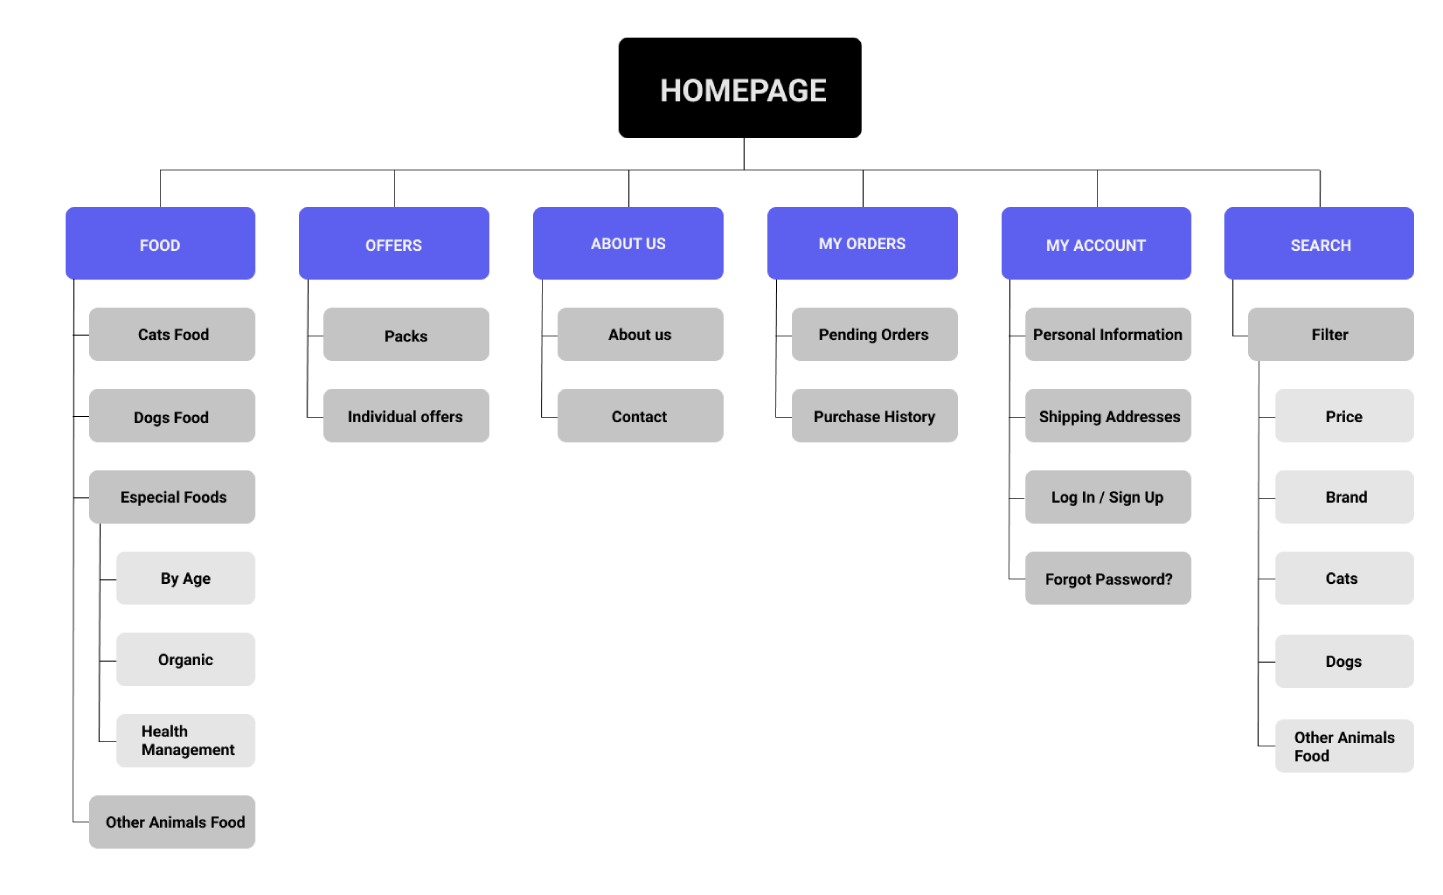 HOMEPAGE
FOOD
OFFERS
ABOUT US
MY ORDERS
MY ACCOUNT
SEARCH
Cats Food
Dogs Food
Especial Foods
By Age
Organic
Health
Management
Other Animals Food
Packs
Individual offers
About us
Contact
Pending Orders
Purchase History
Personal Information
Shipping Addresses
Log In / Sign Up
Forgot Password?
Filter
Price
Brand
Cats
Dogs
Other Animals
Food